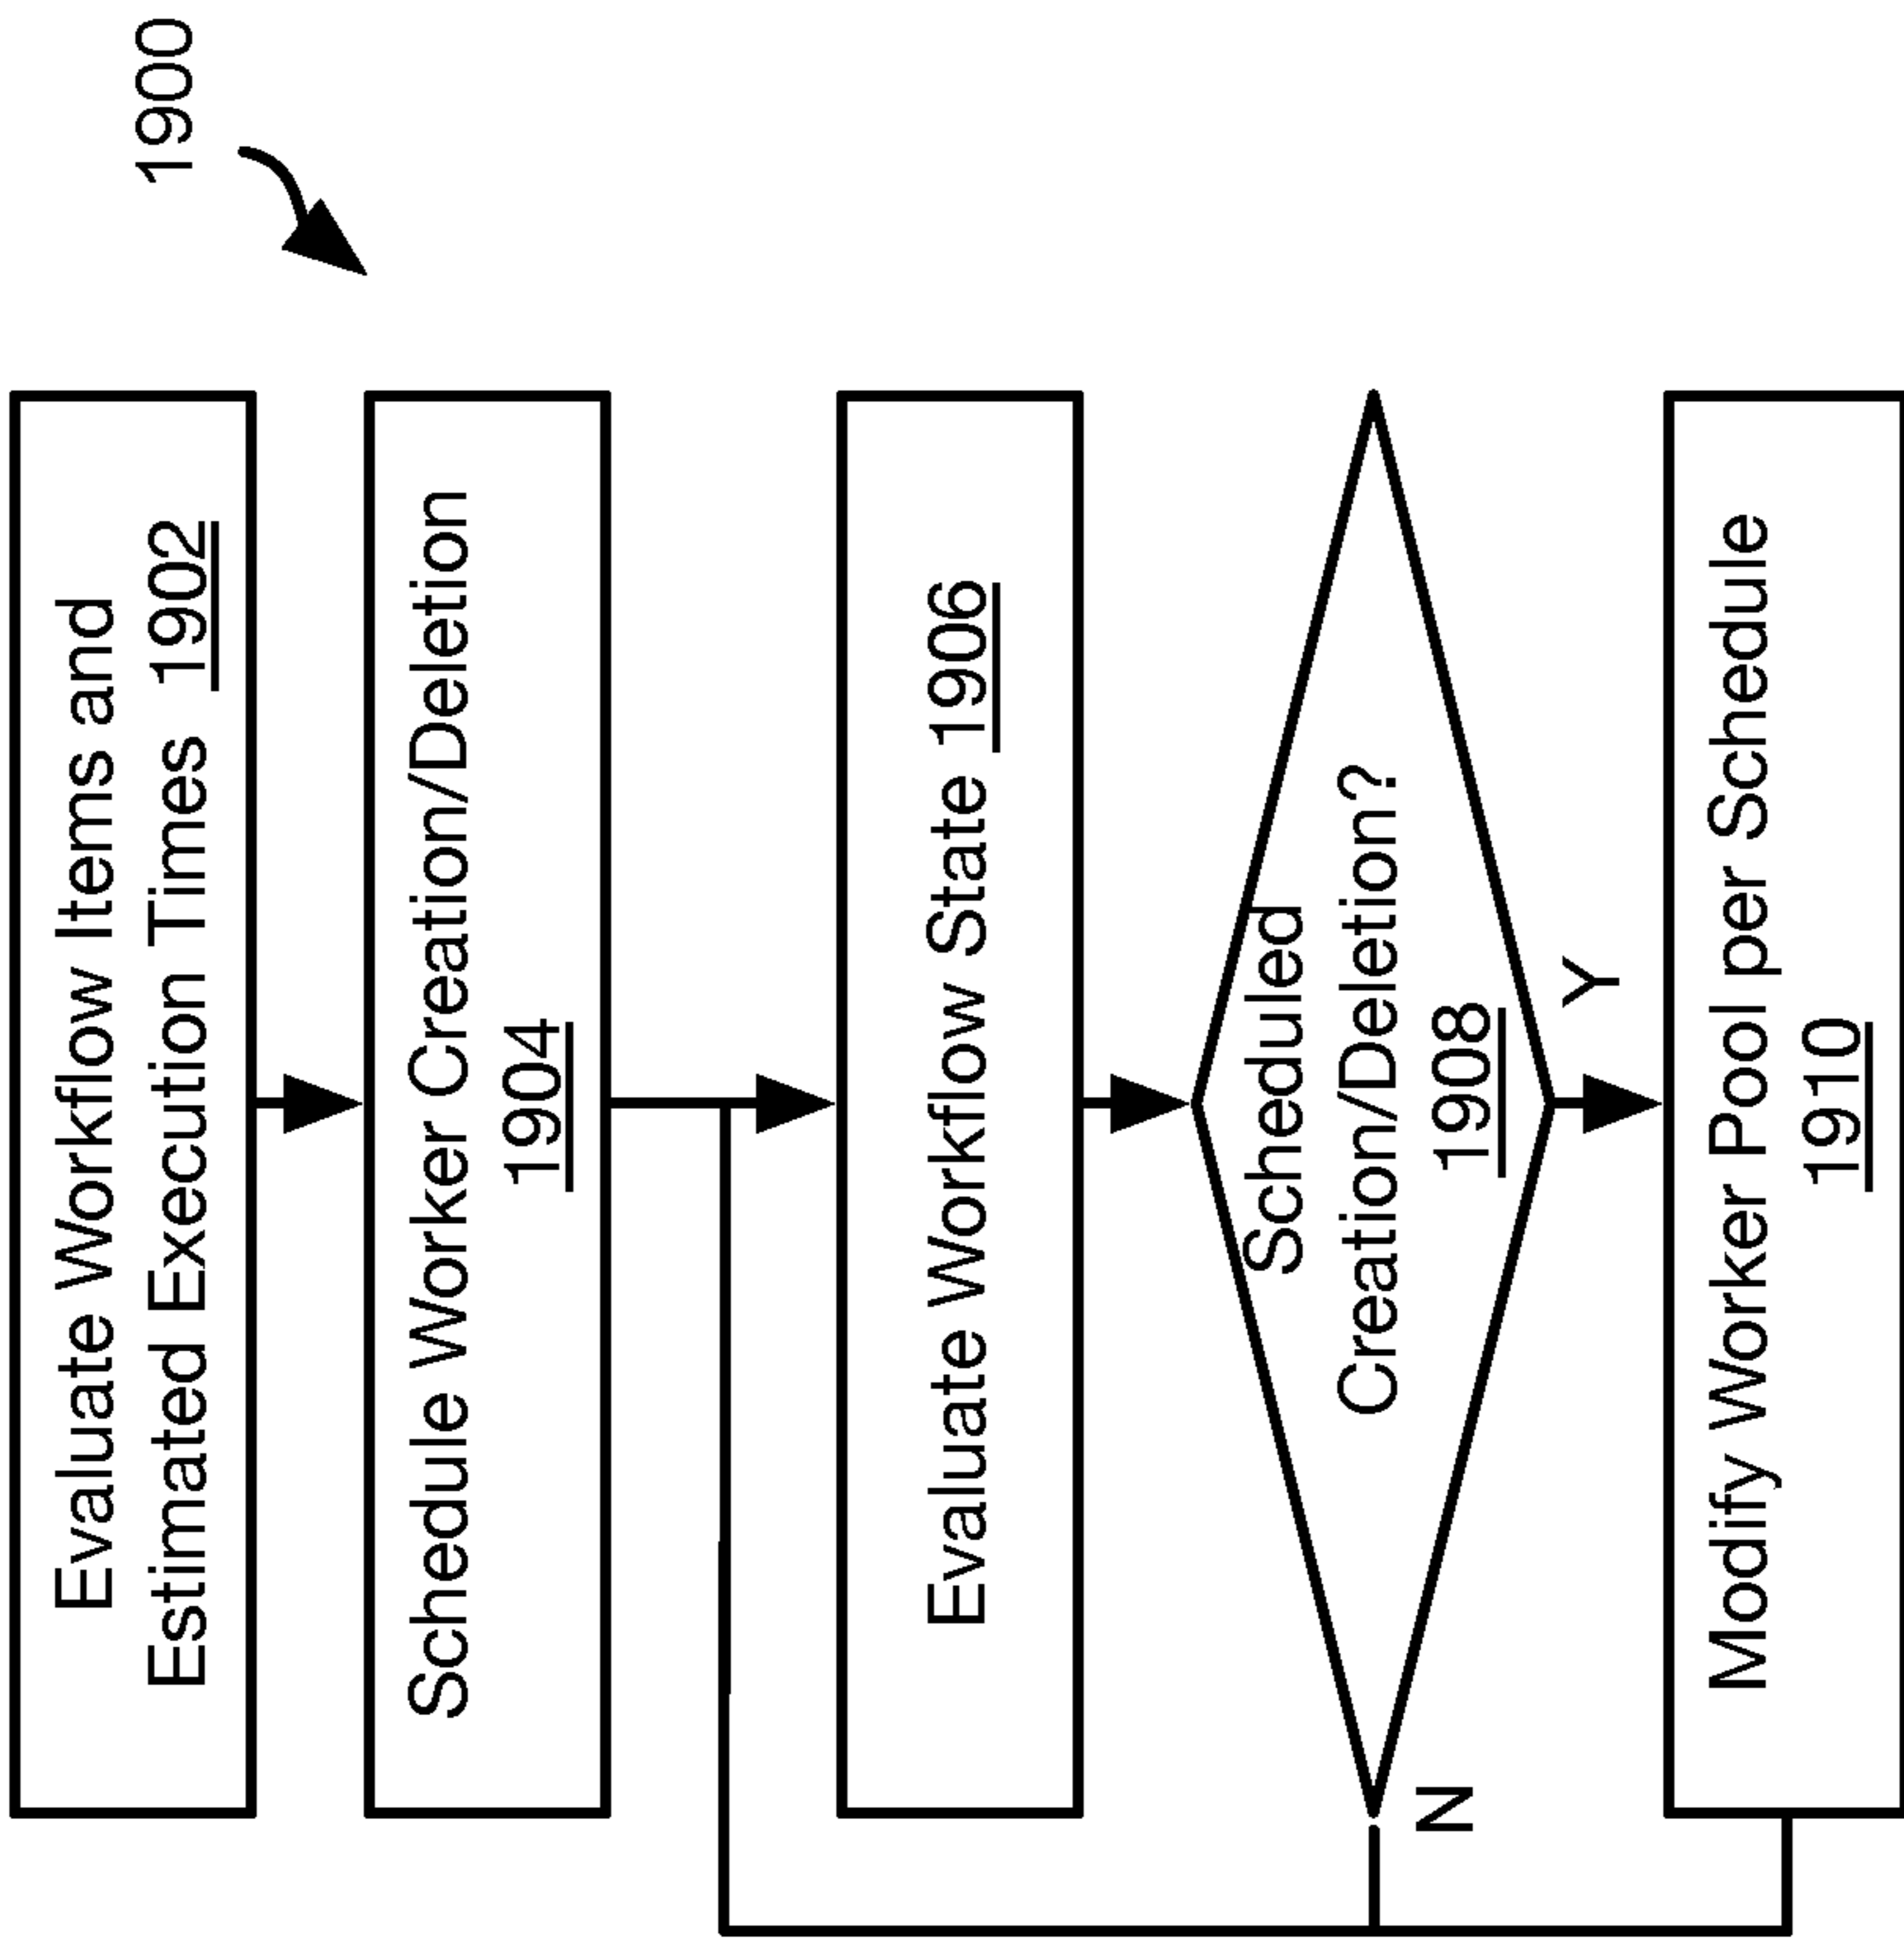 1900
Evaluate Workflow Items and
Estimated Execution Times 1902
Schedule Worker Creation/Deletion
1904
Evaluate Workflow State 1906
Scheduled
Creation/Deletion?
1908
N
Y
Modify Worker Pool per Schedule
1910